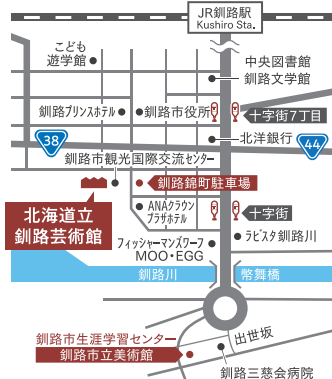 JR釧路駅
Kushiro Sta.
こども
遊学館
中央図書館
釧路文学館
釧路プリンスホテル
釧路市役所
十字街7丁目
38
北洋銀行
44
釧路市観光国際交流センター
釧路錦町駐車場
北海道立
釧路芸術館
ANAクラウン
プラザホテル
十字街
フィッシャーマンズワーフ
MOO・EGG
ラビスタ釧路川
釧路川
幣舞橋
釧路市生涯学習センター
釧路市立美術館
出世坂
釧路三慈会病院